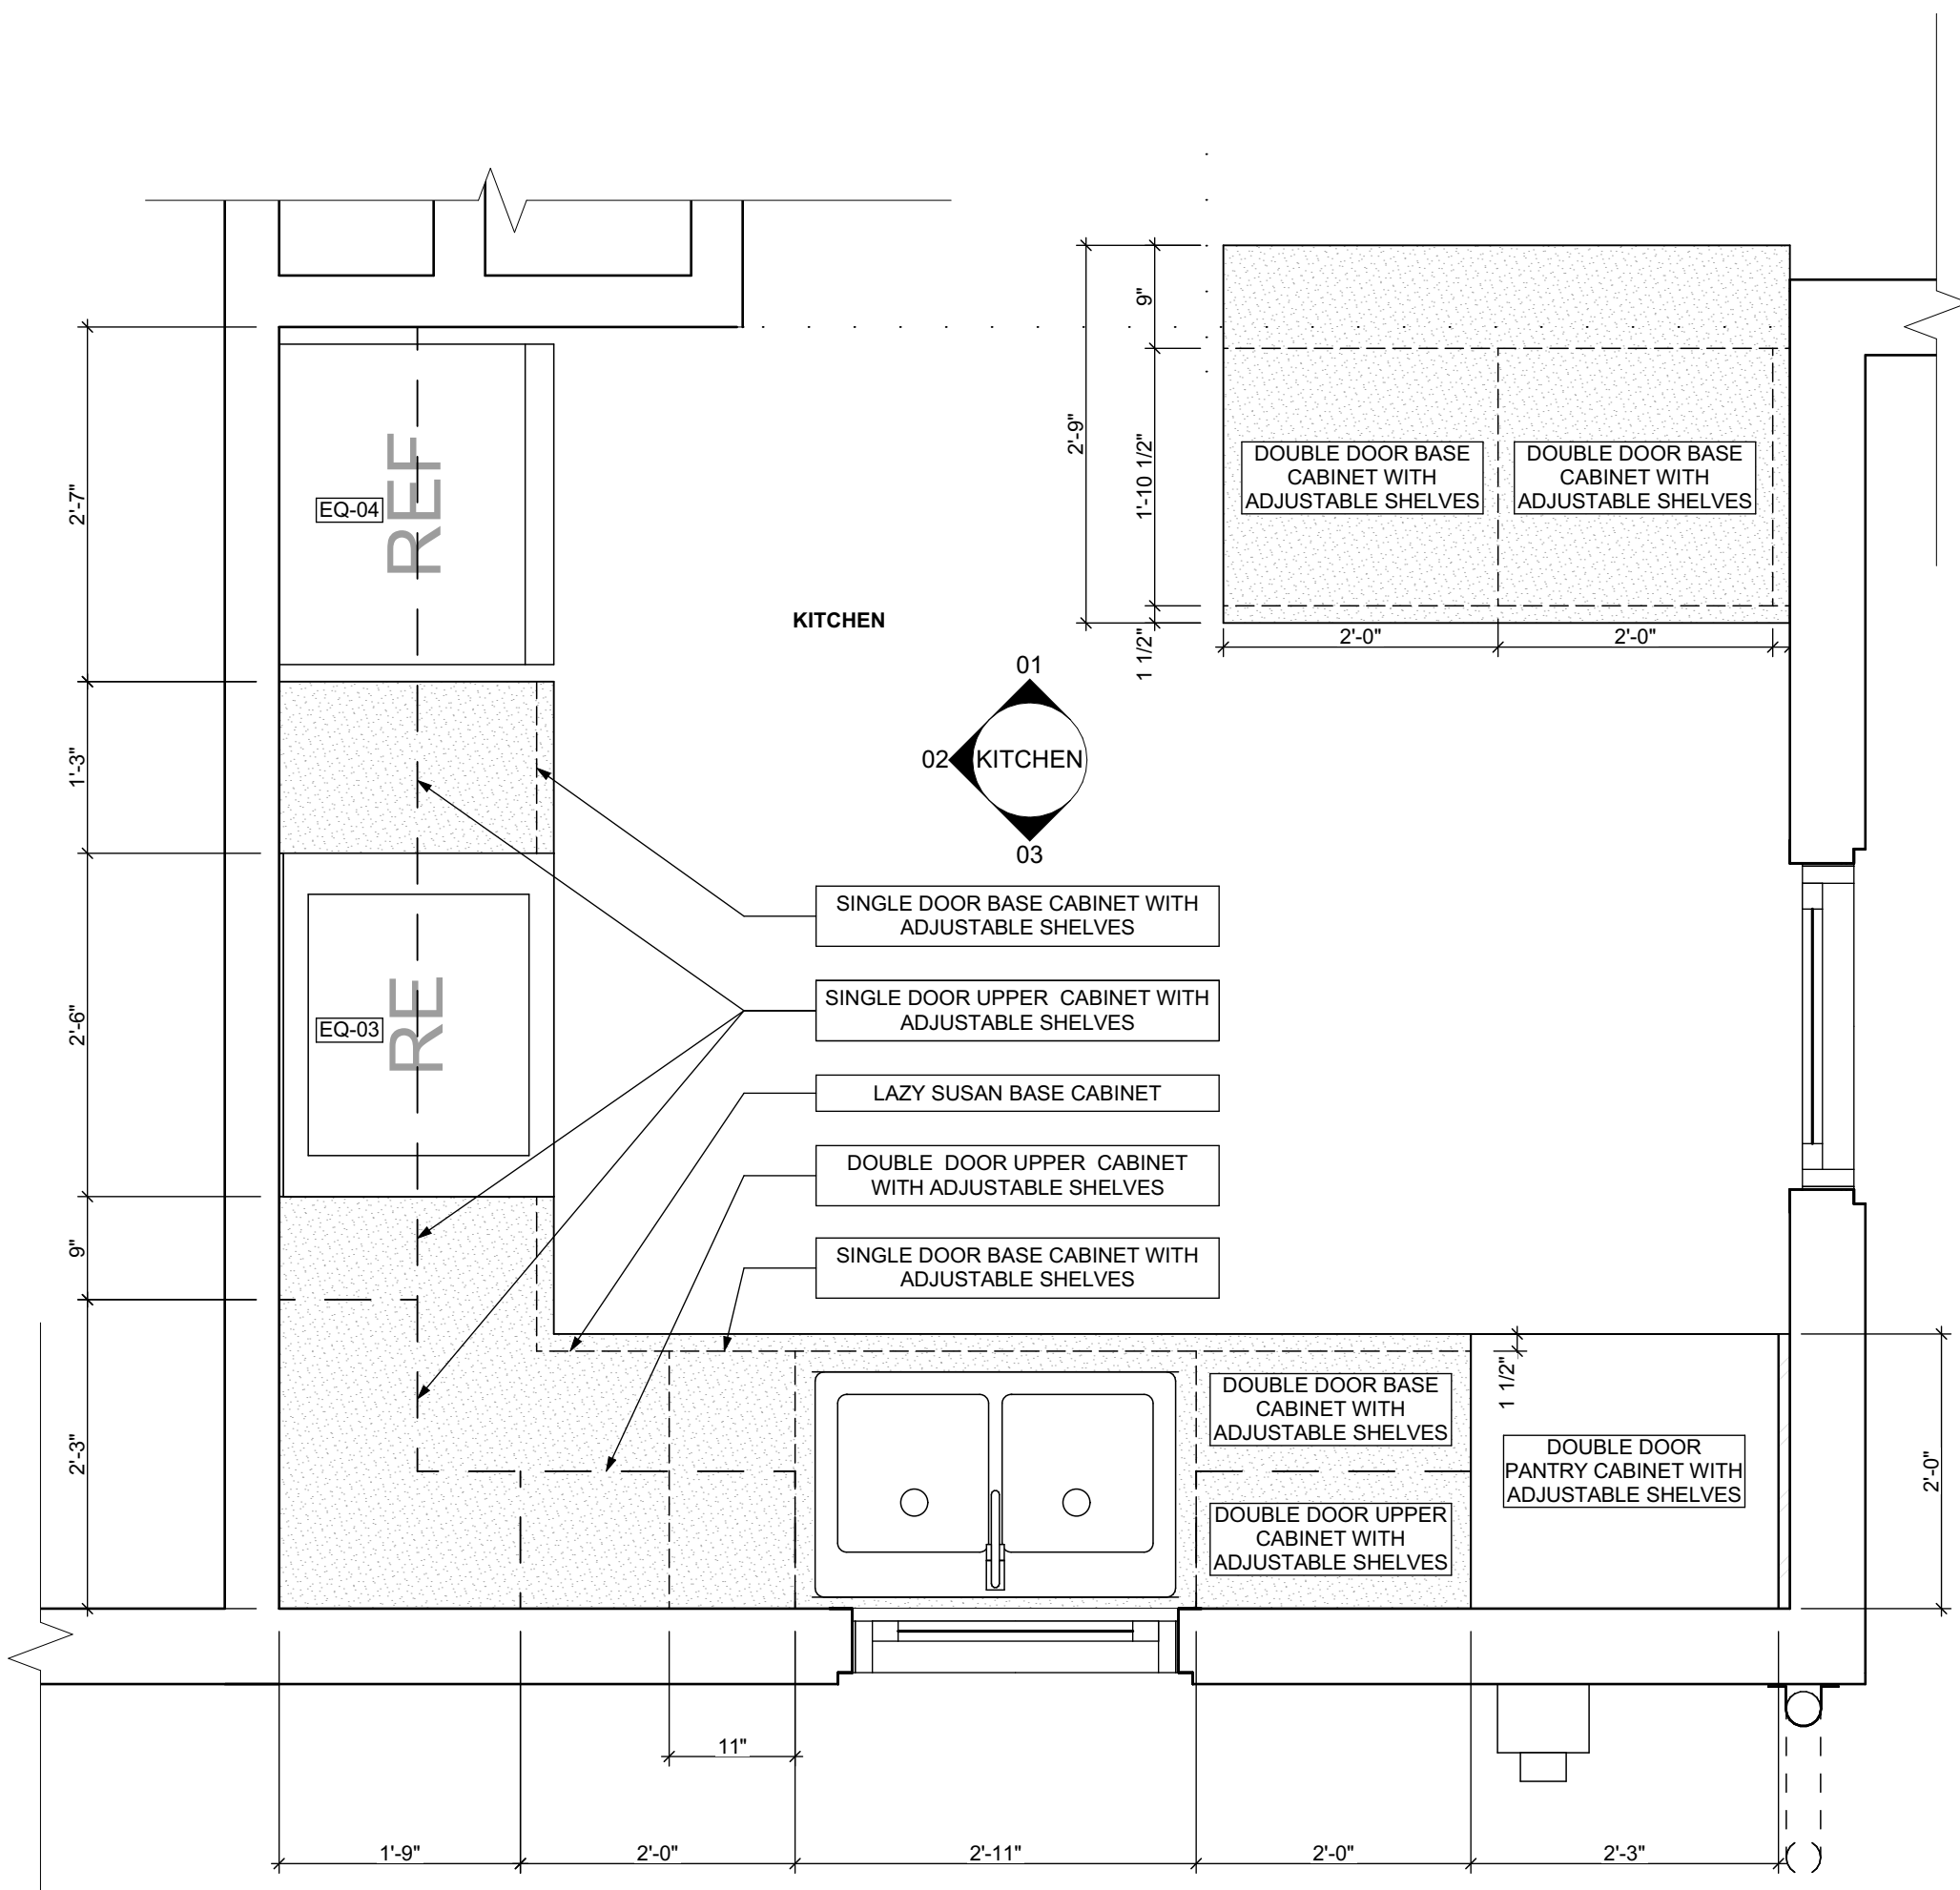 9"
2'-9"
1'-10 1/2"
1 1/2"
DOUBLE DOOR BASE
CABINET WITH
ADJUSTABLE SHELVES
DOUBLE DOOR BASE
CABINET WITH
ADJUSTABLE SHELVES
2'-0"
2'-0"
2'-7"
EQ-04
REF
KITCHEN
01
02
KITCHEN
03
1'-3"
SINGLE DOOR BASE CABINET WITH
ADJUSTABLE SHELVES
SINGLE DOOR UPPER CABINET WITH
ADJUSTABLE SHELVES
2'-6"
EQ-03
RE
LAZY SUSAN BASE CABINET
DOUBLE DOOR UPPER CABINET
WITH ADJUSTABLE SHELVES
9"
SINGLE DOOR BASE CABINET WITH
ADJUSTABLE SHELVES
2'-3"
DOUBLE DOOR BASE
CABINET WITH
ADJUSTABLE SHELVES
1 1/2"
DOUBLE DOOR
PANTRY CABINET WITH
ADJUSTABLE SHELVES
2'-0"
DOUBLE DOOR UPPER
CABINET WITH
ADJUSTABLE SHELVES
11"
1'-9"
2'-0"
2'-11"
2'-0"
2'-3"